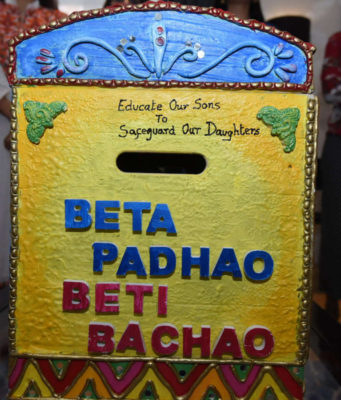 Educate Our Sons
To
Safeguard Our Daughters
BETA
PADHAO
BETI
BACHAO